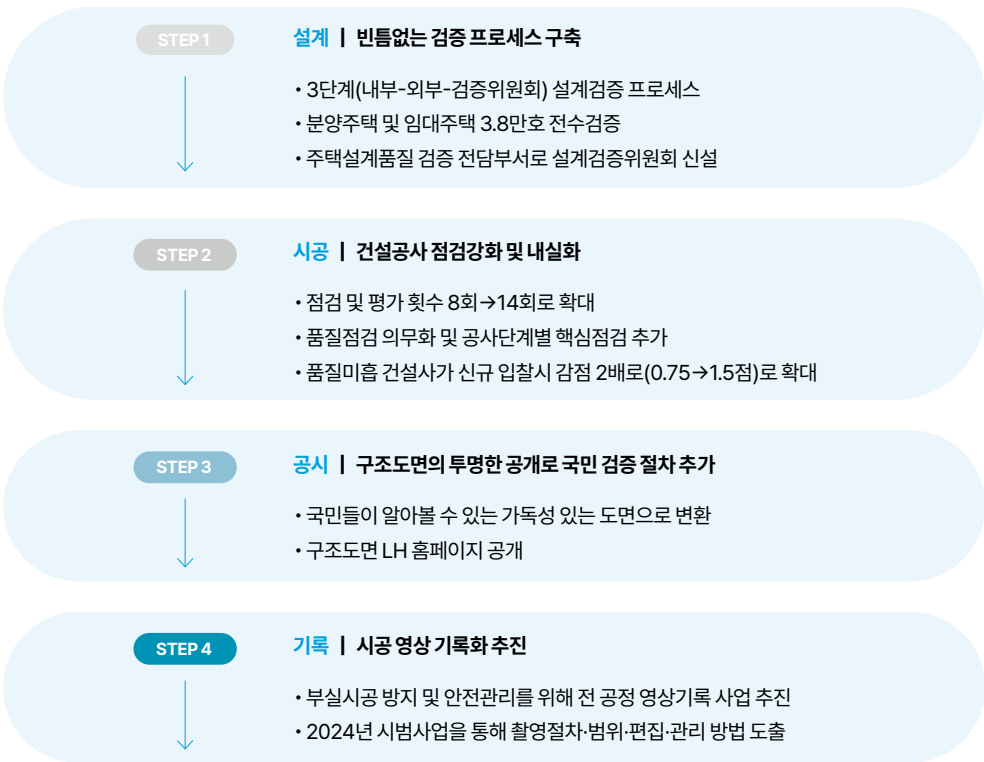 STEP 1
설계 | 빈틈없는 검증 프로세스 구축
• 3단계(내부-외부-검증위원회) 설계검증 프로세스
• 분양주택 및 임대주택 3.8만호 전수검증
• 주택설계품질 검증 전담부서로 설계검증위원회 신설
STEP 2
시공 | 건설공사 점검강화 및 내실화
• 점검 및 평가 횟수 8회→14회로 확대
• 품질점검 의무화 및 공사단계별 핵심점검 추가
• 품질미흡 건설사가 신규 입찰시 감점 2배로(0.75→1.5점)로 확대
STEP 3
공시 | 구조도면의 투명한 공개로 국민 검증 절차 추가
• 국민들이 알아볼 수 있는 가독성 있는 도면으로 변환
• 구조도면 LH 홈페이지 공개
STEP 4
기록 | 시공 영상 기록화 추진
• 부실시공 방지 및 안전관리를 위해 전 공정 영상기록 사업 추진
• 2024년 시범사업을 통해 촬영절차·범위·편집·관리 방법 도출